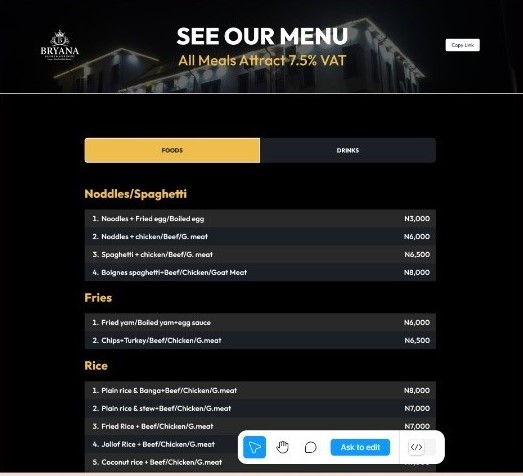 BRYANA
SEE OUR MENU
All Meals Attract 7.5% VAT
Copy Link
FOODS
DRINKS
Noddles/Spaghetti
1. Noodles + Fried egg/Boiled egg N3,000
2. Noddles + chicken/Beef/G. meat N6,000
3. Spaghetti + chicken/Beef/G. meat N6,500
4. Bolgnes spaghetti+Beef/Chicken/Goat Meat N8,000
Fries
1. Fried yam/Boiled yam+egg sauce N6,000
2. Chips+Turkey/Beef/Chicken/G.meat N6,500
Rice
1. Plain rice & Banga+Beef/Chicken/G.meat N8,000
2. Plain rice & stew+Beef/Chicken/G.meat N7,000
3. Fried Rice + Beef/Chicken/G.meat N7,000
4. Jollof Rice + Beef/Chicken/G.meat
5. Coconut rice + Beef/Chicken/G.meat
Ask to edit